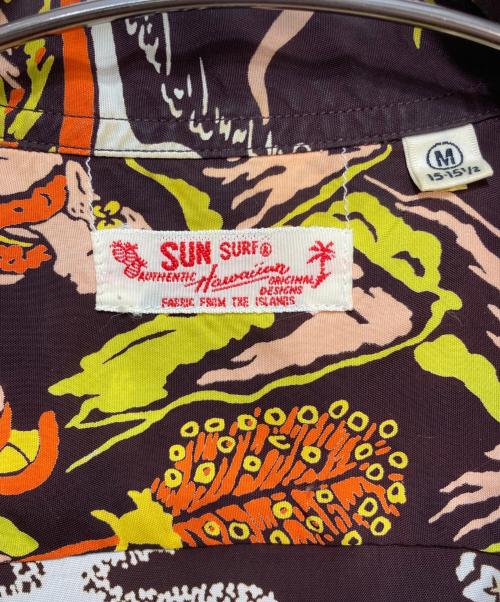 SUN SURF®
AUTHENTIC Hawaiian ORIGINAL
DESIGNS
FABRIC FROM THE ISLANDS
M
15-15½